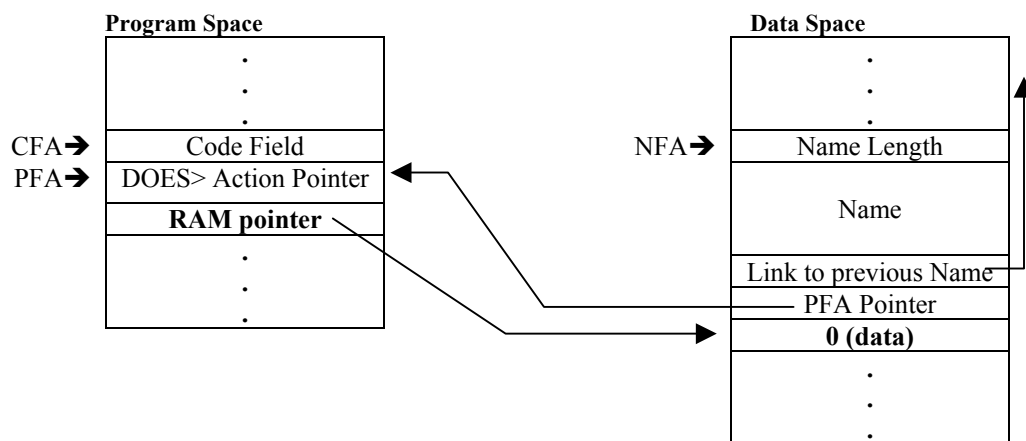 Program Space
.
.
.
CFA➔
Code Field
PFA➔
DOES> Action Pointer
RAM pointer
.
.
.
Data Space
.
.
.
NFA➔
Name Length
Name
Link to previous Name
PFA Pointer
0 (data)
.
.
.